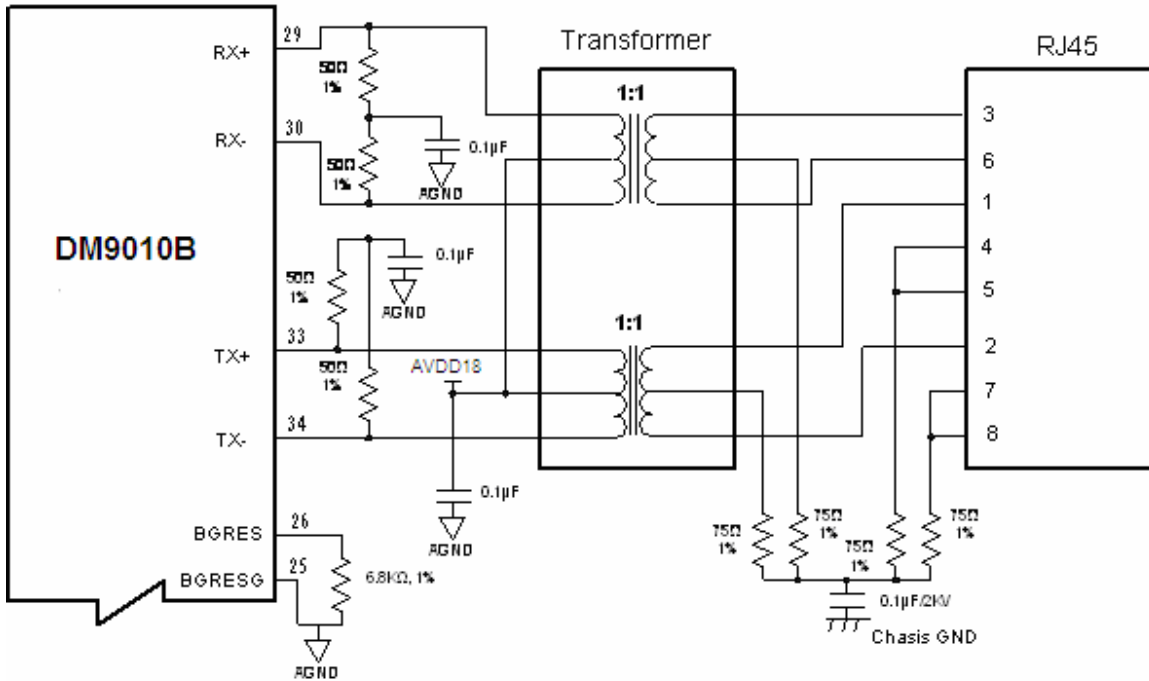 29
RX+
50Ω
1%
Transformer
RJ45
1:1
3
30
RX-
0.1µF
50Ω
1%
AGND
6
1
DM9010B
0.1µF
4
50Ω
1%
AGND
5
1:1
33
TX+
50Ω
1%
AVDD18
2
7
34
TX-
8
0.1µF
AGND
26
BGRES
75Ω
1%
75Ω
1%
75Ω
1%
75Ω
1%
25
BGRESG
6.8KΩ, 1%
0.1µF/2KV
Chasis GND
AGND